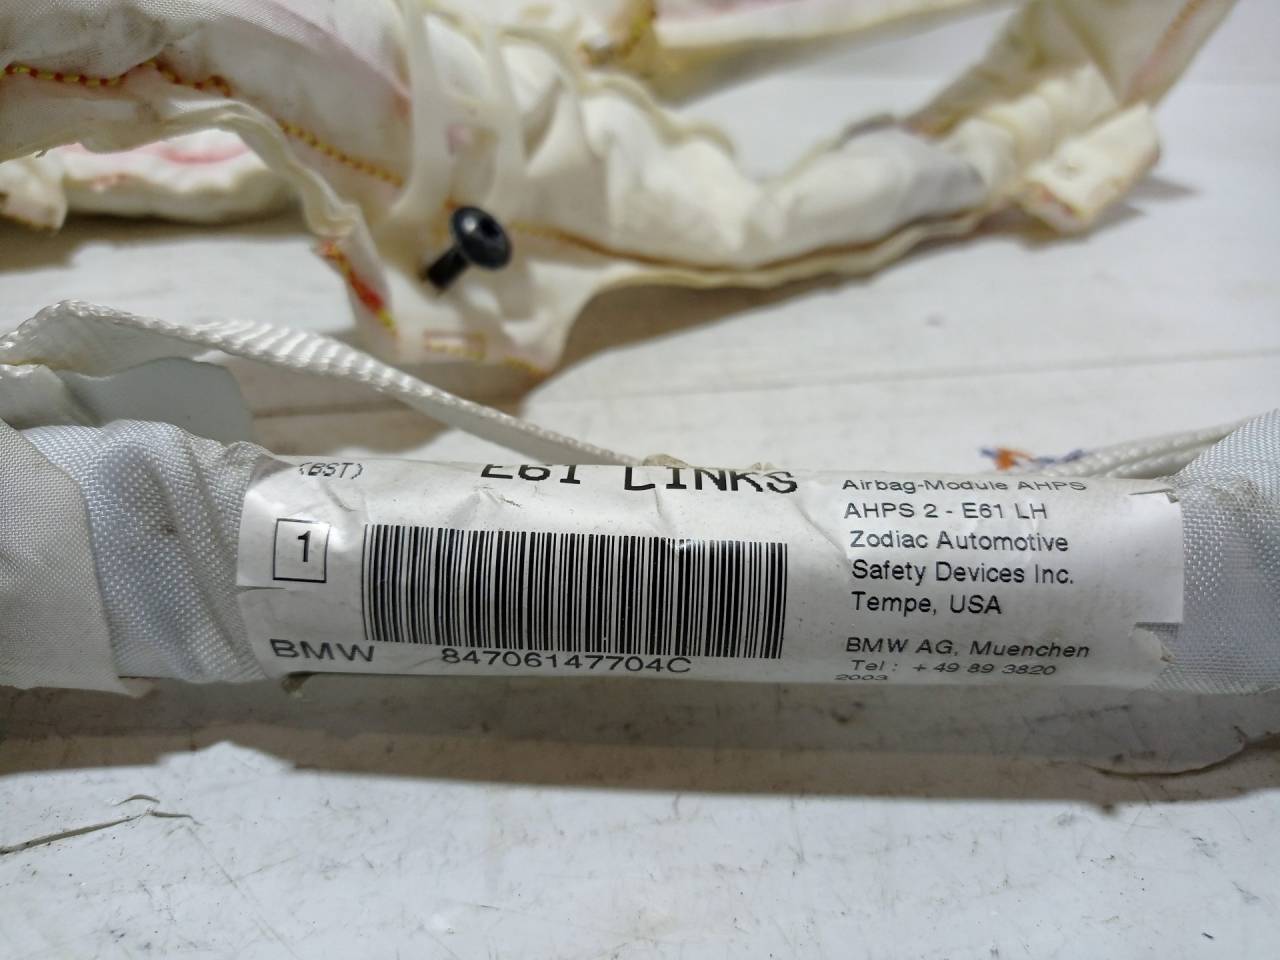 (BST)
E61 LINKS
1
BMW
84706147704C
Airbag-Module AHPS
AHPS 2 - E61 LH
Zodiac Automotive
Safety Devices Inc.
Tempe, USA
BMW AG, Muenchen
Tel : +49 89 3820
2003